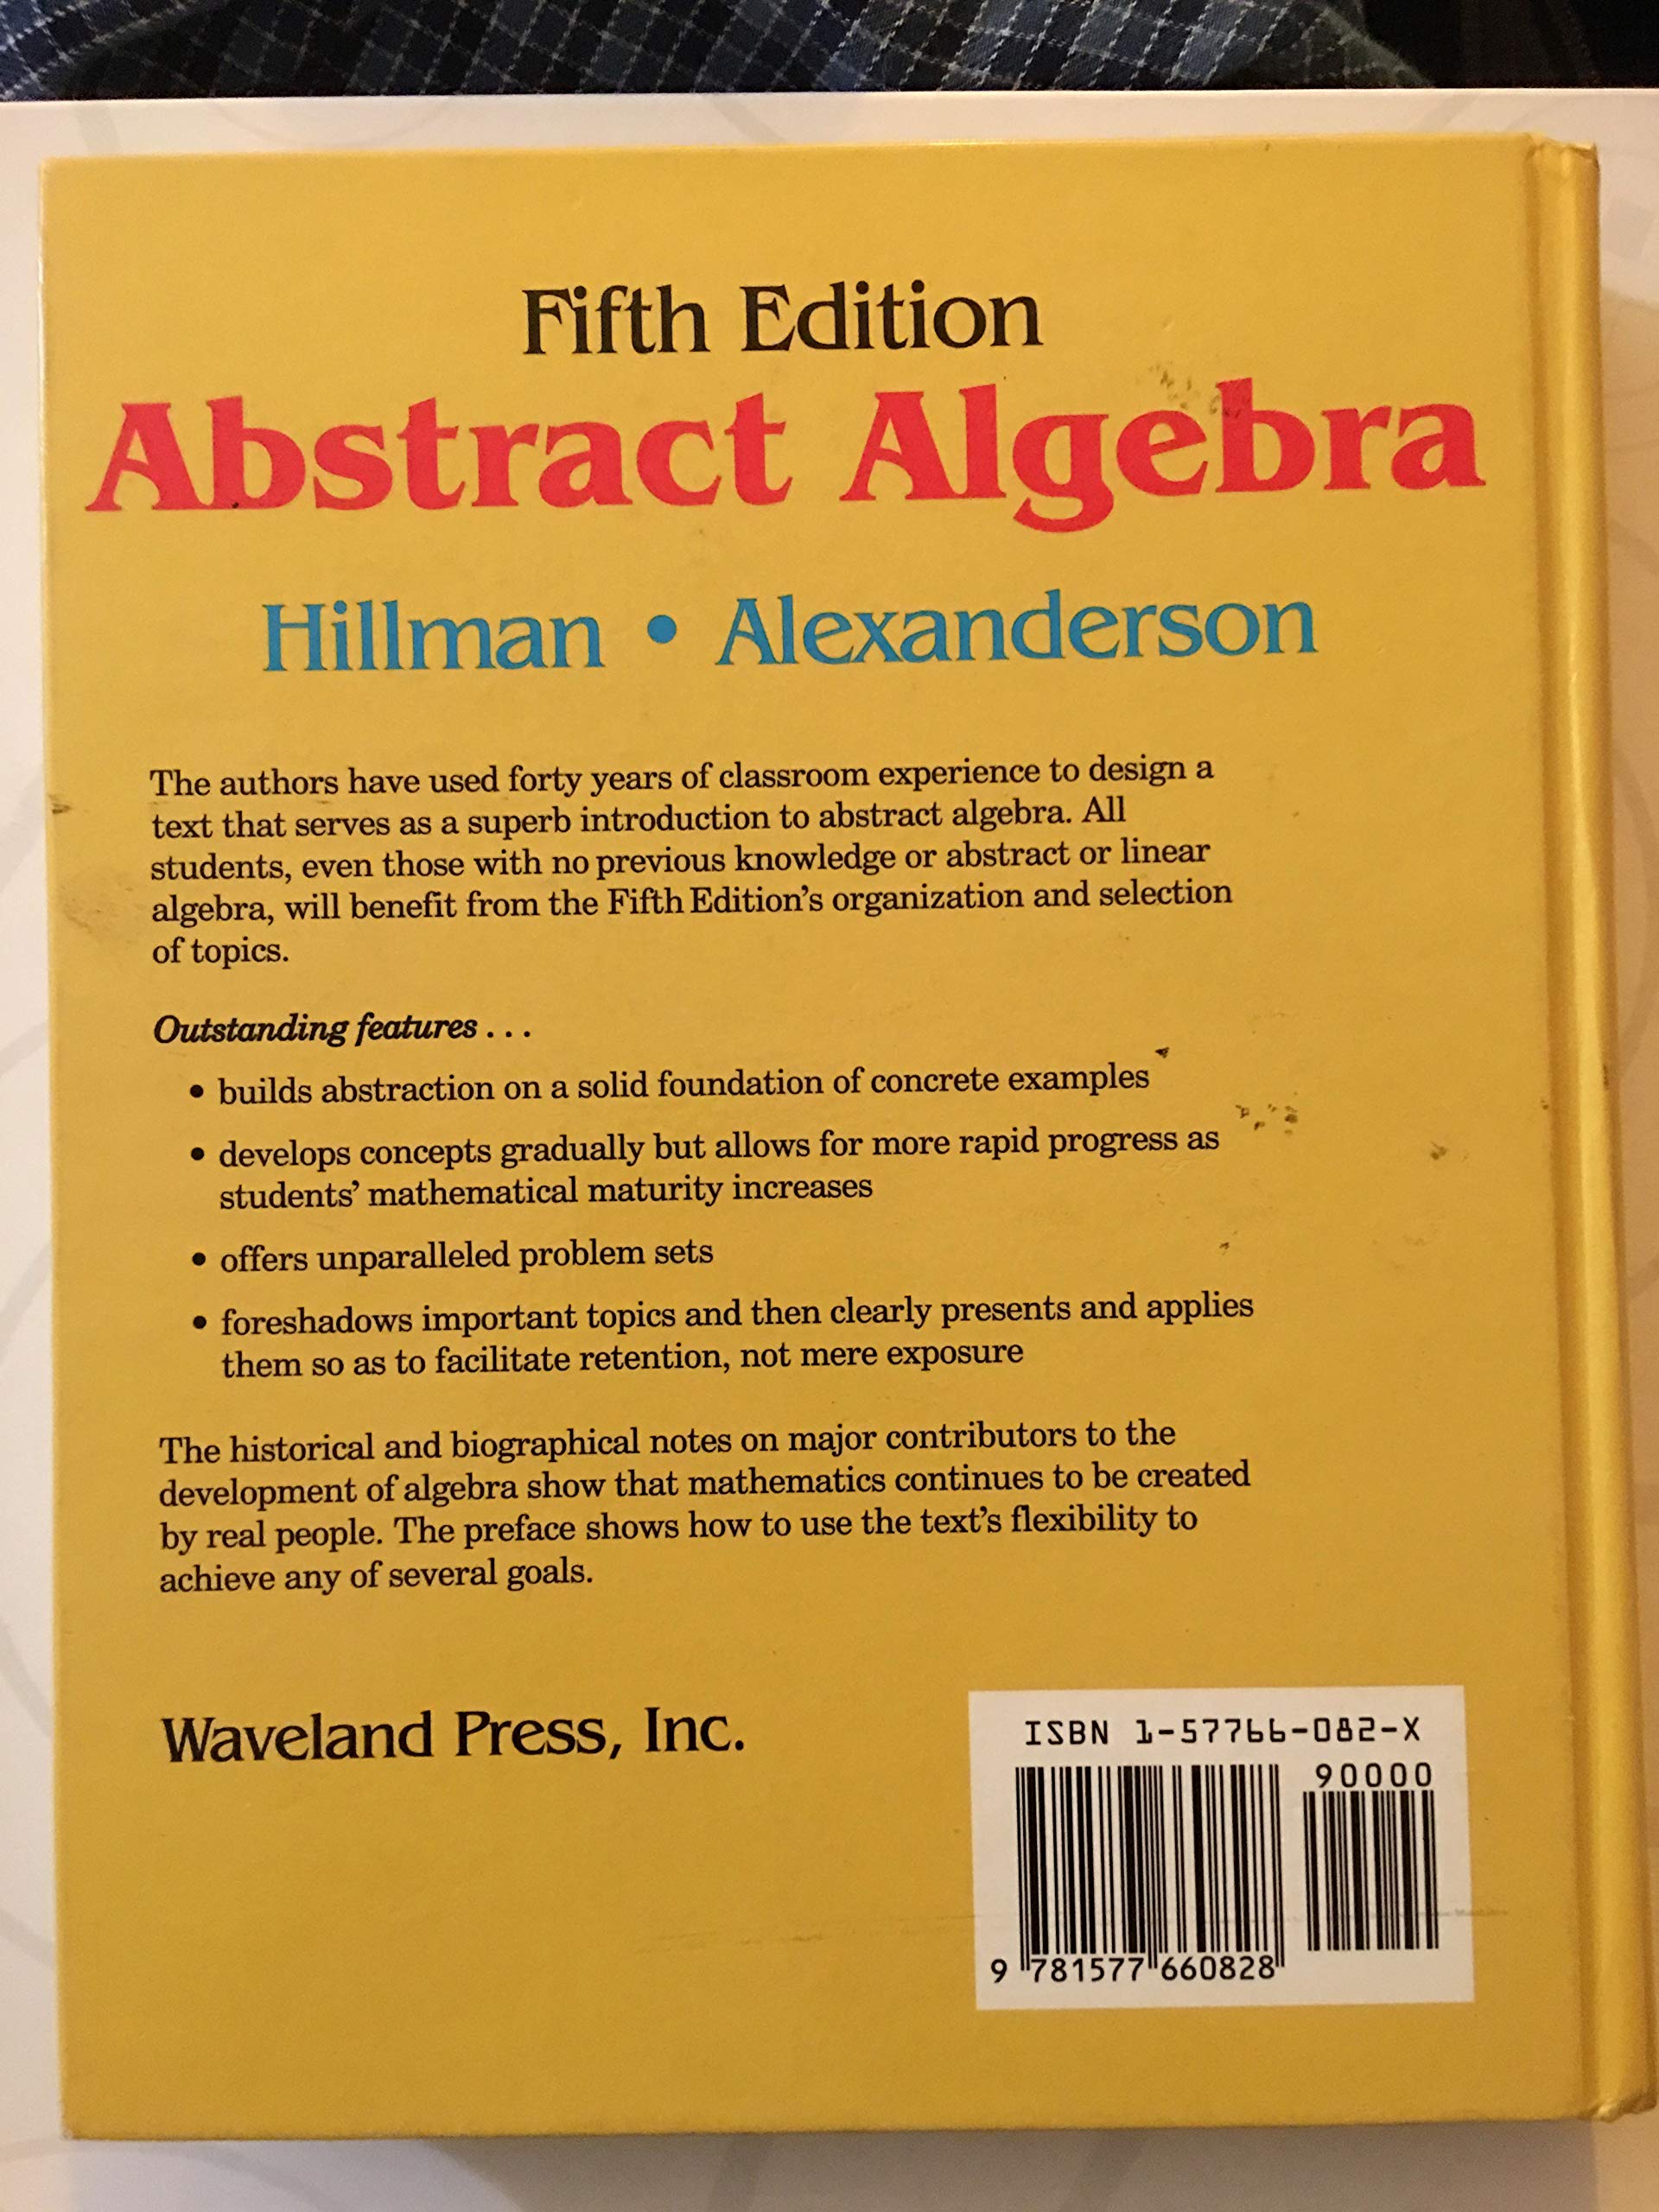 Fifth Edition
Abstract Algebra
Hillman • Alexanderson
The authors have used forty years of classroom experience to design a
text that serves as a superb introduction to abstract algebra. All
students, even those with no previous knowledge or abstract or linear
algebra, will benefit from the Fifth Edition's organization and selection
of topics.
Outstanding features . . .
• builds abstraction on a solid foundation of concrete examples
• develops concepts gradually but allows for more rapid progress as
students' mathematical maturity increases
• offers unparalleled problem sets
• foreshadows important topics and then clearly presents and applies
them so as to facilitate retention, not mere exposure
The historical and biographical notes on major contributors to the
development of algebra show that mathematics continues to be created
by real people. The preface shows how to use the text's flexibility to
achieve any of several goals.
Waveland Press, Inc.
ISBN 1-57766-082-X
90000
9 781577 660828